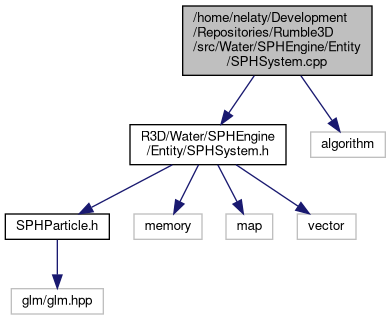 /home/nelaty/Development
/Repositories/Rumble3D
/src/Water/SPHEngine/Entity
/SPHSystem.cpp
R3D/Water/SPHEngine
/Entity/SPHSystem.h
algorithm
SPHParticle.h
memory
map
vector
glm/glm.hpp